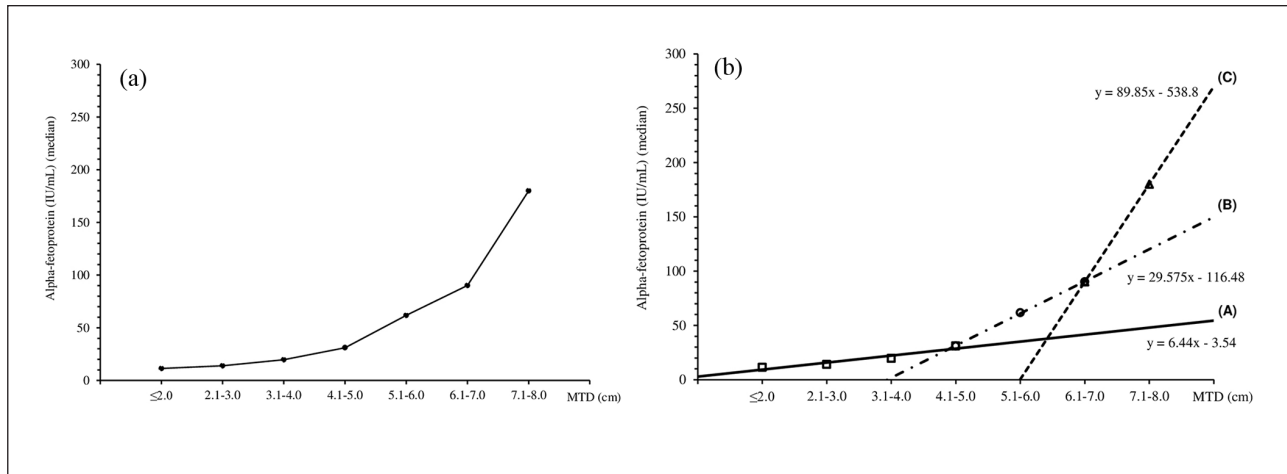 (a)
Alpha-fetoprotein (IU/mL) (median)
300
250
200
150
100
50
0
≤2.0 2.1-3.0 3.1-4.0 4.1-5.0 5.1-6.0 6.1-7.0 7.1-8.0 MTD (cm)
(b)
Alpha-fetoprotein (IU/mL) (median)
300
250
200
150
100
50
0
(C)
y = 89.85x - 538.8
(B)
y = 29.575x - 116.48
(A)
y = 6.44x - 3.54
≤2.0 2.1-3.0 3.1-4.0 4.1-5.0 5.1-6.0 6.1-7.0 7.1-8.0 MTD (cm)